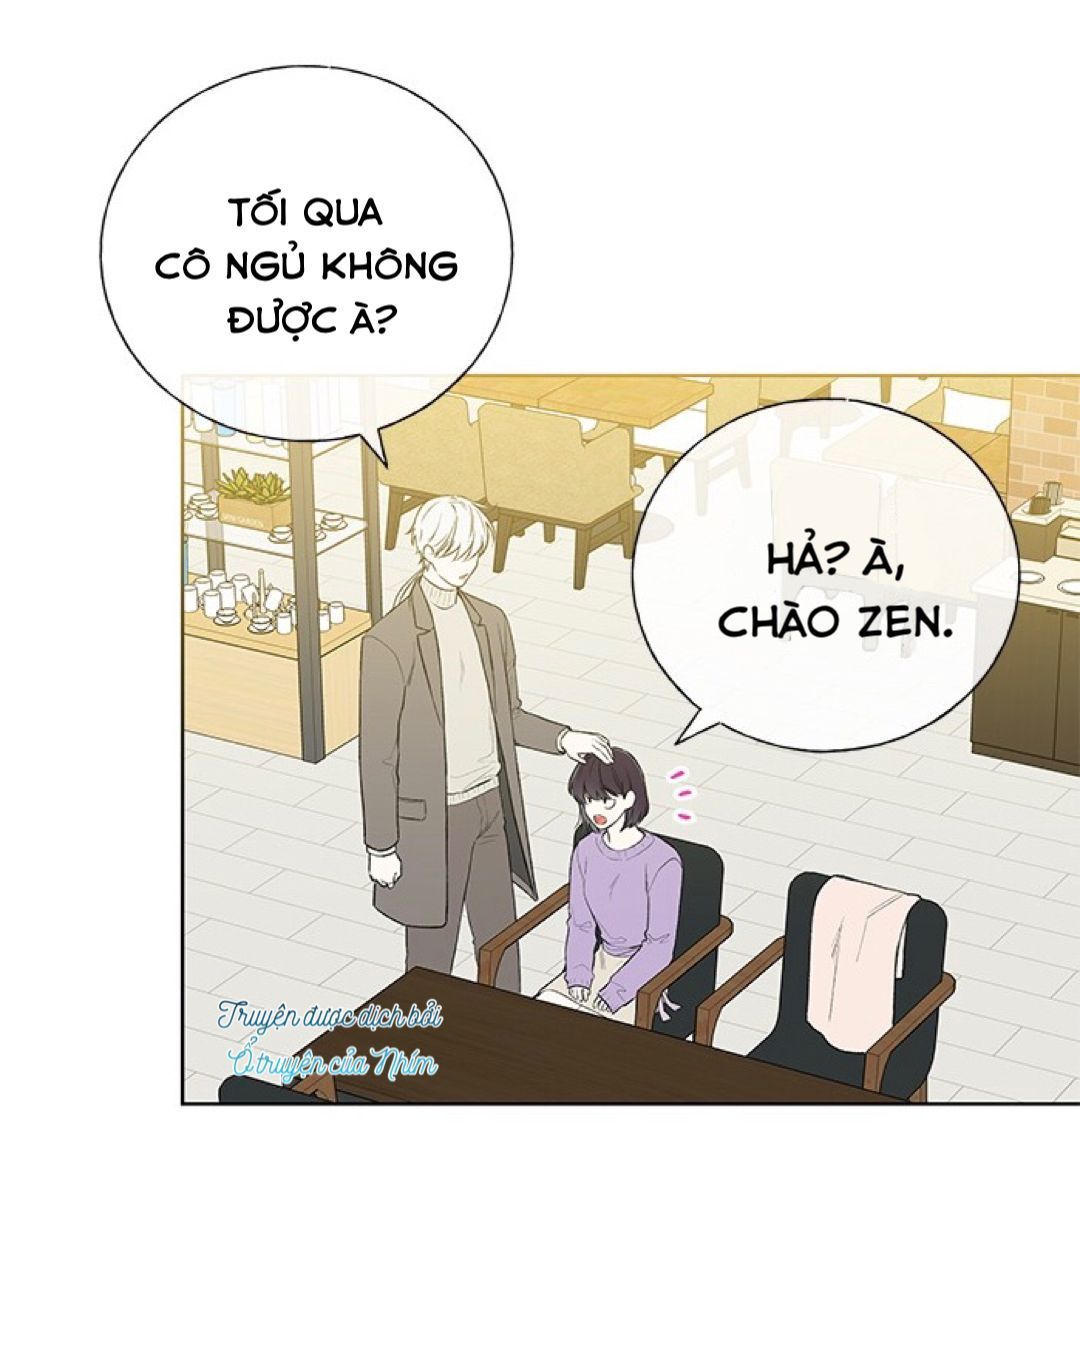 TỐI QUA
CÔ NGỦ KHÔNG
ĐƯỢC À?
HẢ? À,
CHÀO ZEN.
Truyện được dịch bởi
Ổ truyện của Nhím